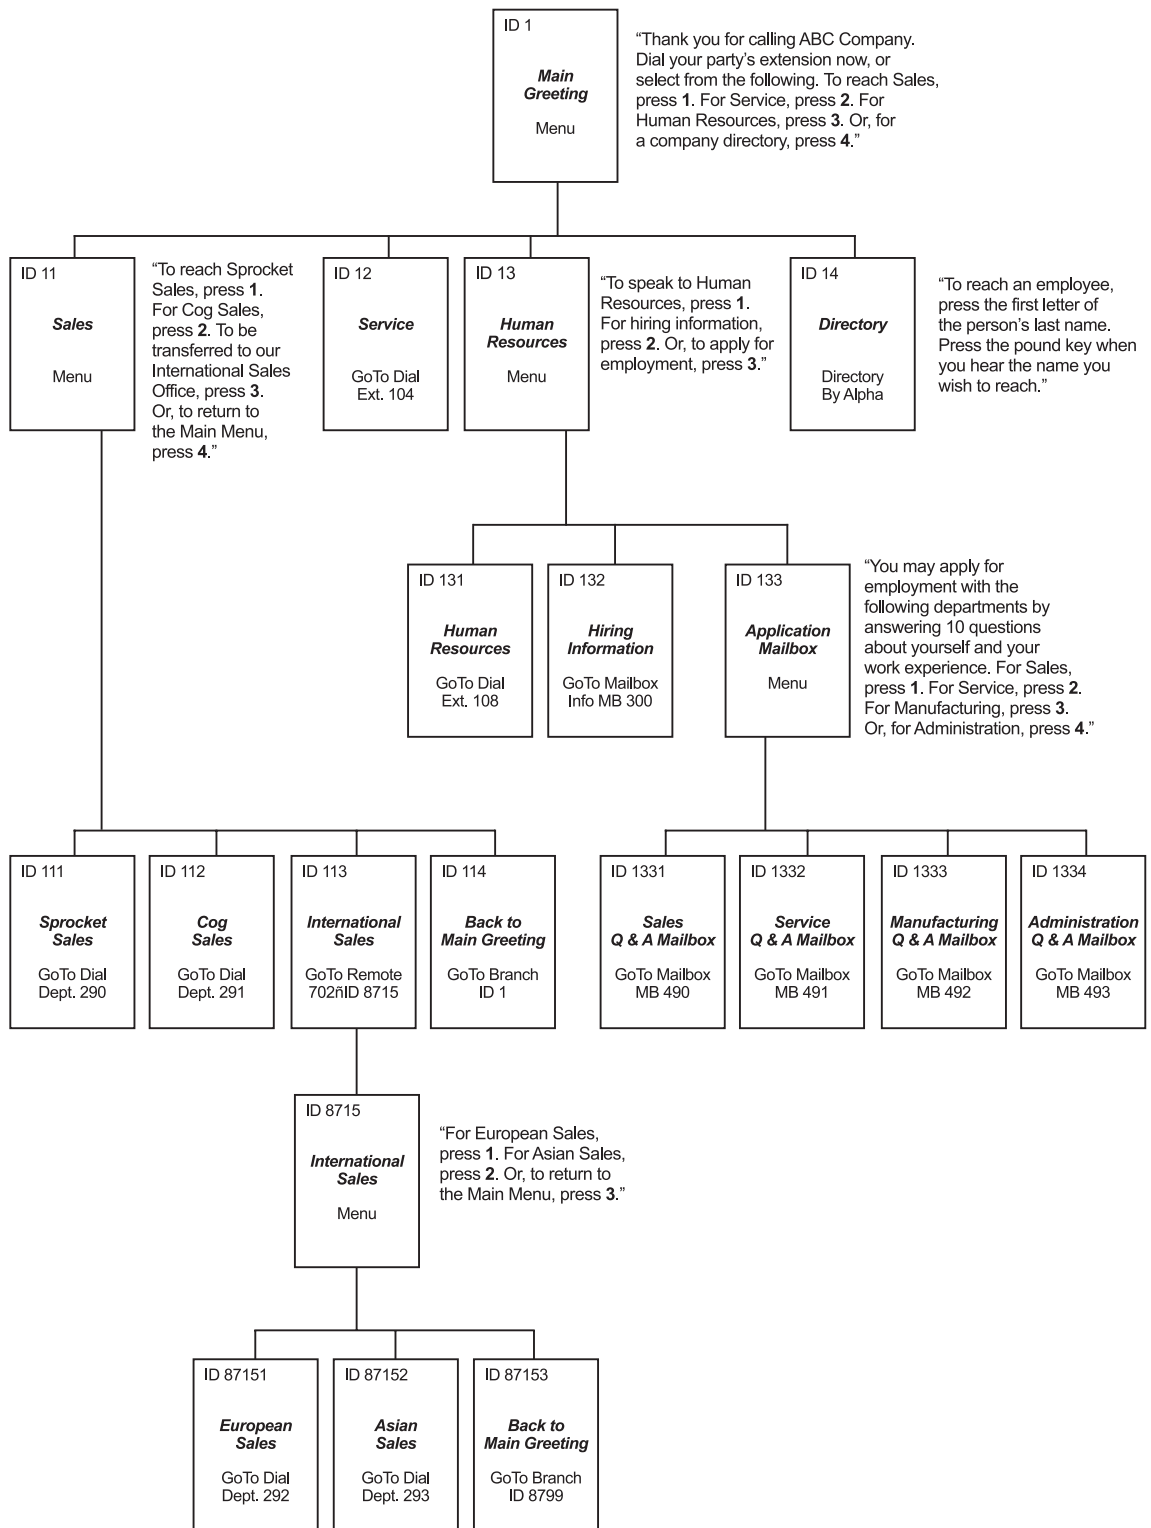 ID 1
Main
Greeting
Menu
“Thank you for calling ABC Company.
Dial your party’s extension now, or
select from the following. To reach Sales,
press 1. For Service, press 2. For
Human Resources, press 3. Or, for
a company directory, press 4.”
ID 11
Sales
Menu
“To reach Sprocket
Sales, press 1.
For Cog Sales,
press 2. To be
transferred to our
International Sales
Office, press 3.
Or, to return to
the Main Menu,
press 4.”
ID 12
Service
GoTo Dial
Ext. 104
ID 13
Human
Resources
Menu
“To speak to Human
Resources, press 1.
For hiring information,
press 2. Or, to apply for
employment, press 3.”
ID 14
Directory
Directory
By Alpha
“To reach an employee,
press the first letter of
the person’s last name.
Press the pound key when
you hear the name you
wish to reach.”
ID 131
Human
Resources
GoTo Dial
Ext. 108
ID 132
Hiring
Information
GoTo Mailbox
Info MB 300
ID 133
Application
Mailbox
Menu
“You may apply for
employment with the
following departments by
answering 10 questions
about yourself and your
work experience. For Sales,
press 1. For Service, press 2.
For Manufacturing, press 3.
Or, for Administration, press 4.”
ID 111
Sprocket
Sales
GoTo Dial
Dept. 290
ID 112
Cog
Sales
GoTo Dial
Dept. 291
ID 113
International
Sales
GoTo Remote
702ñID 8715
ID 114
Back to
Main Greeting
GoTo Branch
ID 1
ID 1331
Sales
Q & A Mailbox
GoTo Mailbox
MB 490
ID 1332
Service
Q & A Mailbox
GoTo Mailbox
MB 491
ID 1333
Manufacturing
Q & A Mailbox
GoTo Mailbox
MB 492
ID 1334
Administration
Q & A Mailbox
GoTo Mailbox
MB 493
ID 8715
International
Sales
Menu
“For European Sales,
press 1. For Asian Sales,
press 2. Or, to return to
the Main Menu, press 3.”
ID 87151
European
Sales
GoTo Dial
Dept. 292
ID 87152
Asian
Sales
GoTo Dial
Dept. 293
ID 87153
Back to
Main Greeting
GoTo Branch
ID 8799